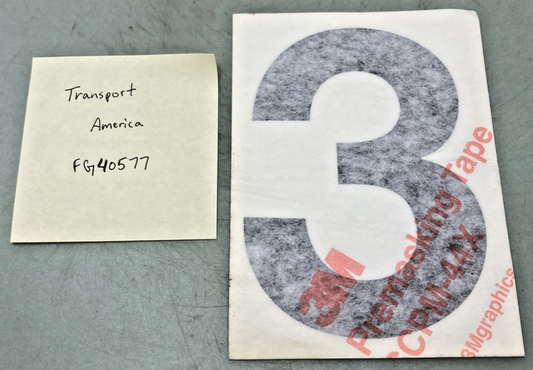 Transport
America
FG40577
3
3M
Premasking Tape
SCPM-44X
3Mgraphics